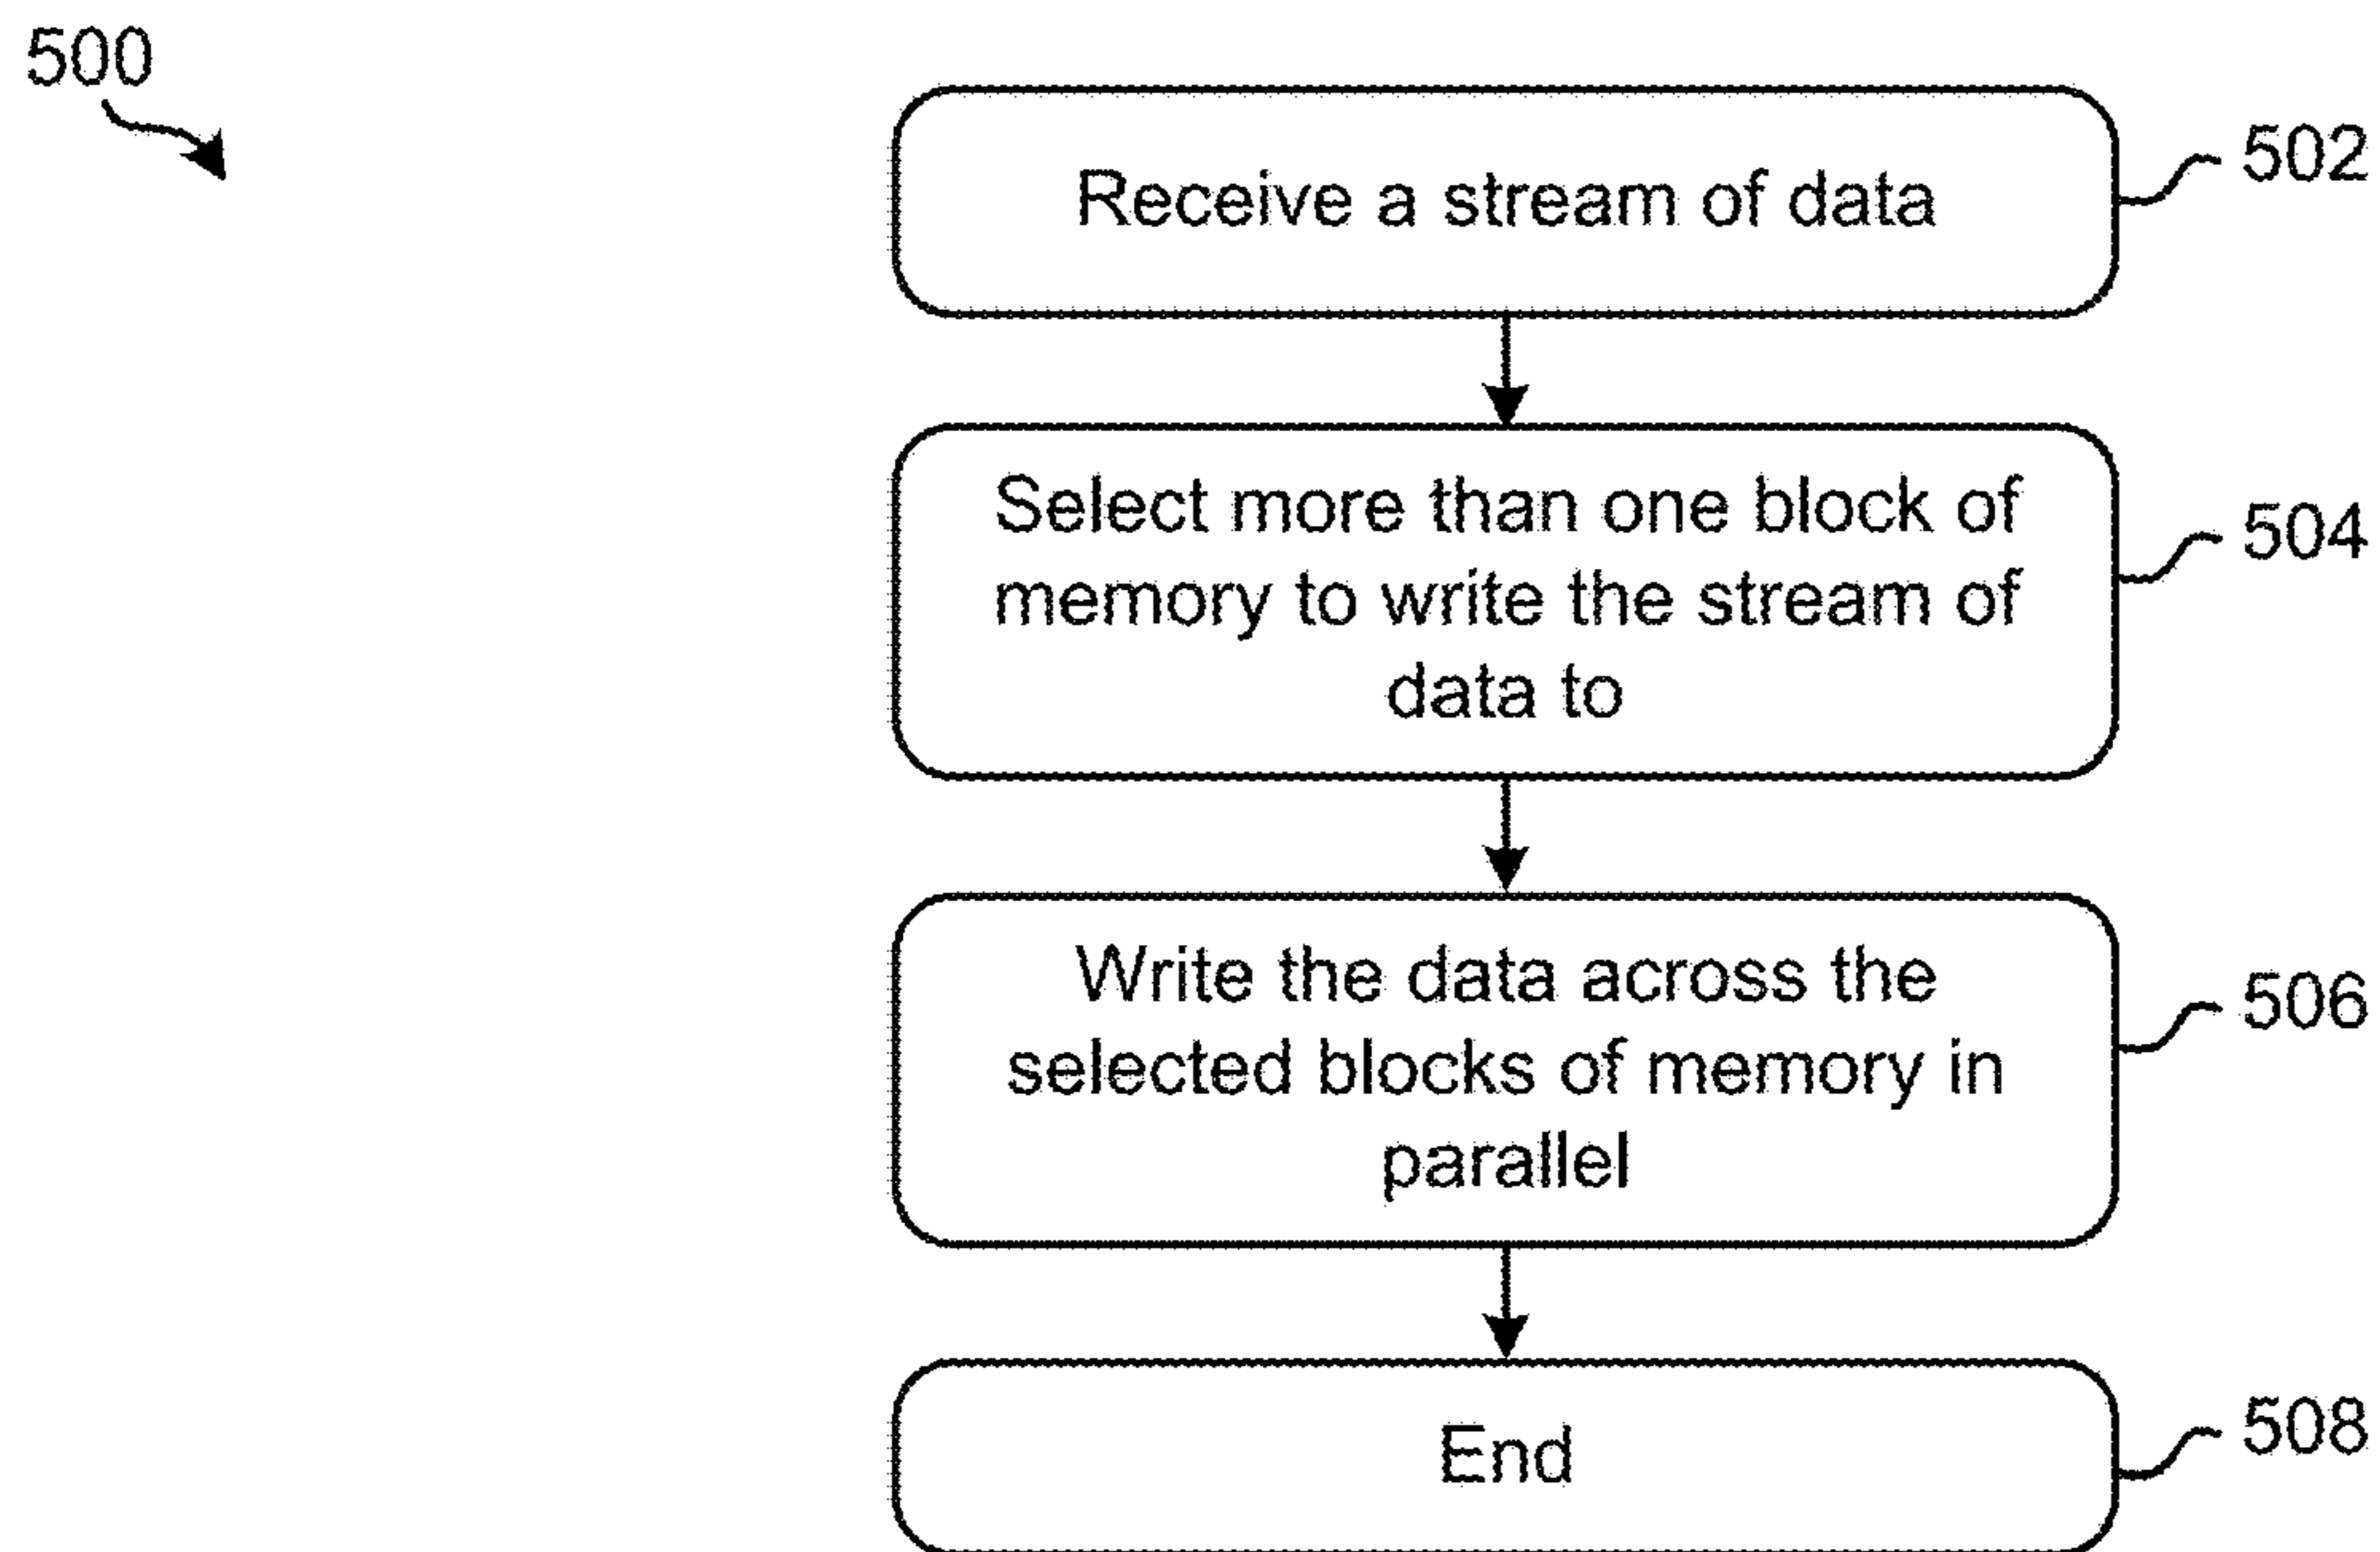 500
Receive a stream of data
502
Select more than one block of
memory to write the stream of
data to
504
Write the data across the
selected blocks of memory in
parallel
506
End
508